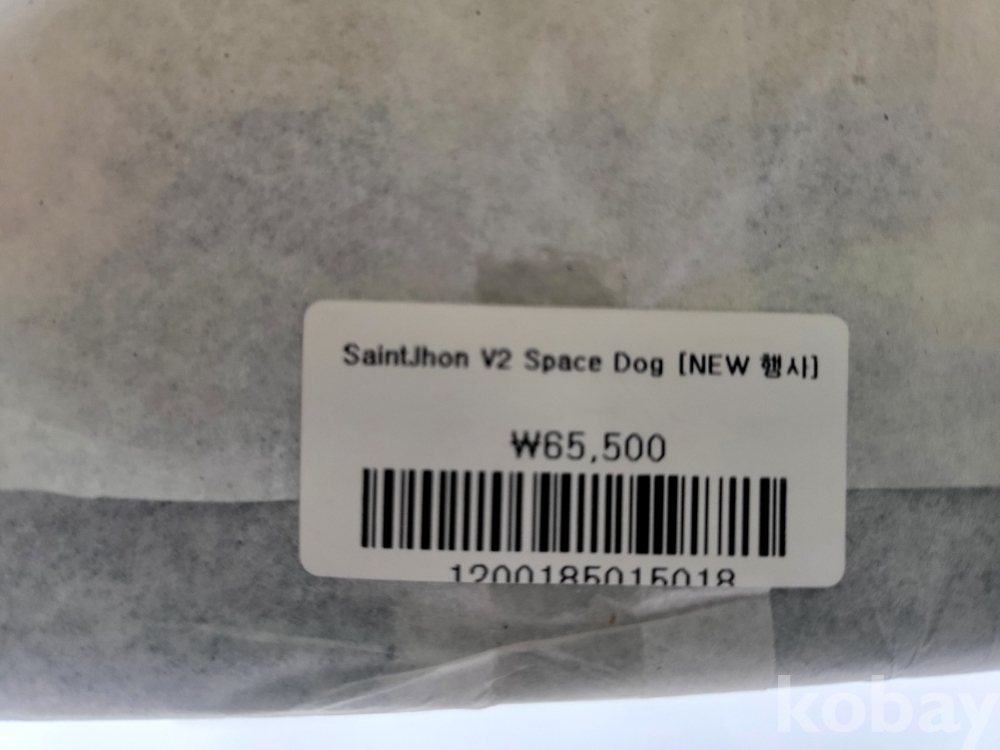 SaintJhon V2 Space Dog [NEW 행사]
₩65,500
1200185015018
kobay